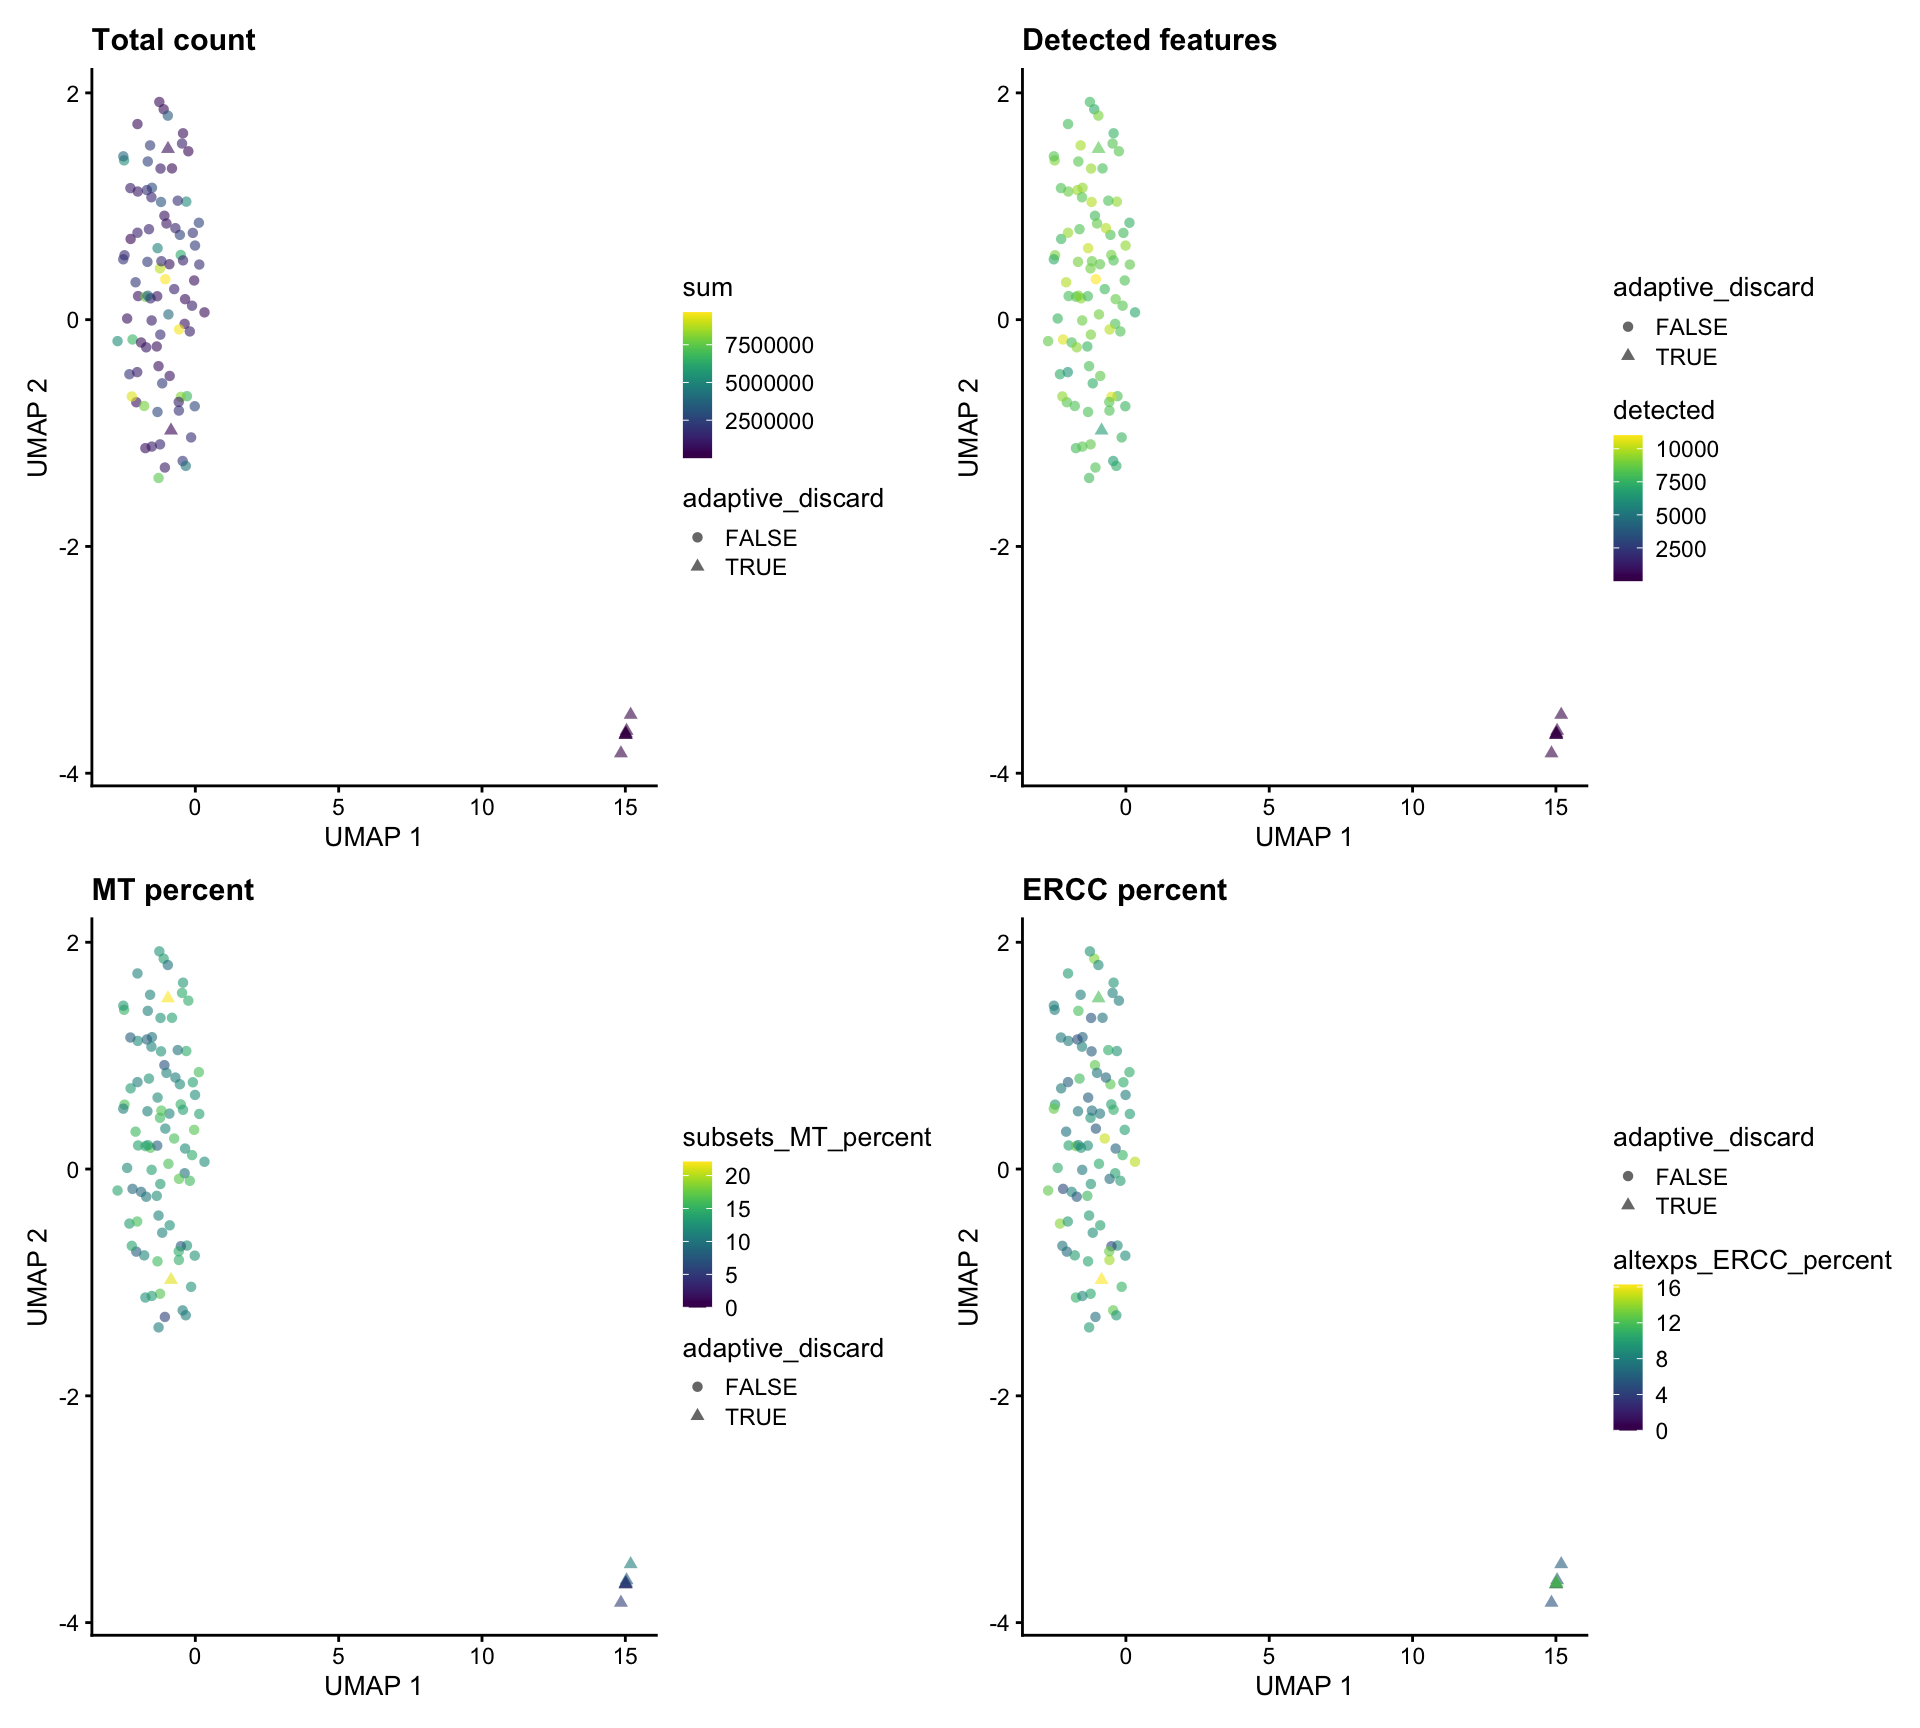 Total count
2
0
-2
-4
UMAP 2
0
5
10
15
UMAP 1
sum
7500000
5000000
2500000
adaptive_discard
FALSE
TRUE
Detected features
2
0
-2
-4
UMAP 2
0
5
10
15
UMAP 1
adaptive_discard
FALSE
TRUE
detected
10000
7500
5000
2500
MT percent
2
0
-2
-4
UMAP 2
0
5
10
15
UMAP 1
subsets_MT_percent
20
15
10
5
0
adaptive_discard
FALSE
TRUE
ERCC percent
2
0
-2
-4
UMAP 2
0
5
10
15
UMAP 1
adaptive_discard
FALSE
TRUE
altexps_ERCC_percent
16
12
8
4
0